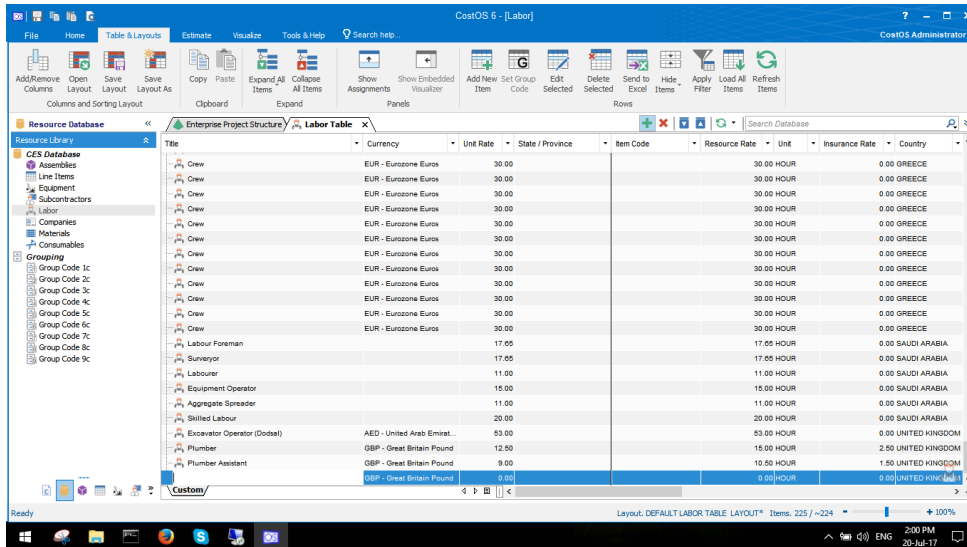 CostOS 6 - [Labor]
File Home Table & Layouts Estimate Visualize Tools & Help Search help... CostOS Administrator
Add/Remove Columns Open Layout Save Layout Save Layout As Copy Paste Expand All Items Collapse All Items Show Assignments Show Embedded Visualizer Add New Item Set Group Code Edit Selected Delete Selected Send to Excel Hide Items Apply Filter Load All Items Refresh Items
Columns and Sorting Layout Clipboard Expand Panels Rows
Resource Database Enterprise Project Structure Labor Table Search Database
Resource Library
CES Database
Assemblies
Line Items
Equipment
Subcontractors
Labor
Companies
Materials
Consumables
Grouping
Group Code 1c
Group Code 2c
Group Code 3c
Group Code 4c
Group Code 5c
Group Code 6c
Group Code 7c
Group Code 8c
Group Code 9c
Title Currency Unit Rate State / Province Item Code Resource Rate Unit Insurance Rate Country
Crew EUR - Eurozone Euros 30.00 30.00 HOUR 0.00 GREECE
Crew EUR - Eurozone Euros 30.00 30.00 HOUR 0.00 GREECE
Crew EUR - Eurozone Euros 30.00 30.00 HOUR 0.00 GREECE
Crew EUR - Eurozone Euros 30.00 30.00 HOUR 0.00 GREECE
Crew EUR - Eurozone Euros 30.00 30.00 HOUR 0.00 GREECE
Crew EUR - Eurozone Euros 30.00 30.00 HOUR 0.00 GREECE
Crew EUR - Eurozone Euros 30.00 30.00 HOUR 0.00 GREECE
Crew EUR - Eurozone Euros 30.00 30.00 HOUR 0.00 GREECE
Crew EUR - Eurozone Euros 30.00 30.00 HOUR 0.00 GREECE
Crew EUR - Eurozone Euros 30.00 30.00 HOUR 0.00 GREECE
Crew EUR - Eurozone Euros 30.00 30.00 HOUR 0.00 GREECE
Crew EUR - Eurozone Euros 30.00 30.00 HOUR 0.00 GREECE
Labour Foreman 17.65 17.65 HOUR 0.00 SAUDI ARABIA
Surveryor 17.65 17.65 HOUR 0.00 SAUDI ARABIA
Labourer 11.00 11.00 HOUR 0.00 SAUDI ARABIA
Equipment Operator 15.00 15.00 HOUR 0.00 SAUDI ARABIA
Aggregate Spreader 11.00 11.00 HOUR 0.00 SAUDI ARABIA
Skilled Labour 20.00 20.00 HOUR 0.00 SAUDI ARABIA
Excavator Operator (Dodsal) AED - United Arab Emirat... 53.00 53.00 HOUR 0.00 UNITED KINGDOM
Plumber GBP - Great Britain Pound 12.50 15.00 HOUR 2.50 UNITED KINGDOM
Plumber Assistant GBP - Great Britain Pound 9.00 10.50 HOUR 1.50 UNITED KINGDOM
GBP - Great Britain Pound 0.00 0.00 HOUR 0.00 UNITED KINGDOM
Custom
Ready Layout. DEFAULT LABOR TABLE LAYOUT* Items. 225 / ~224 + 100%
ENG 2:00 PM
20-Jul-17